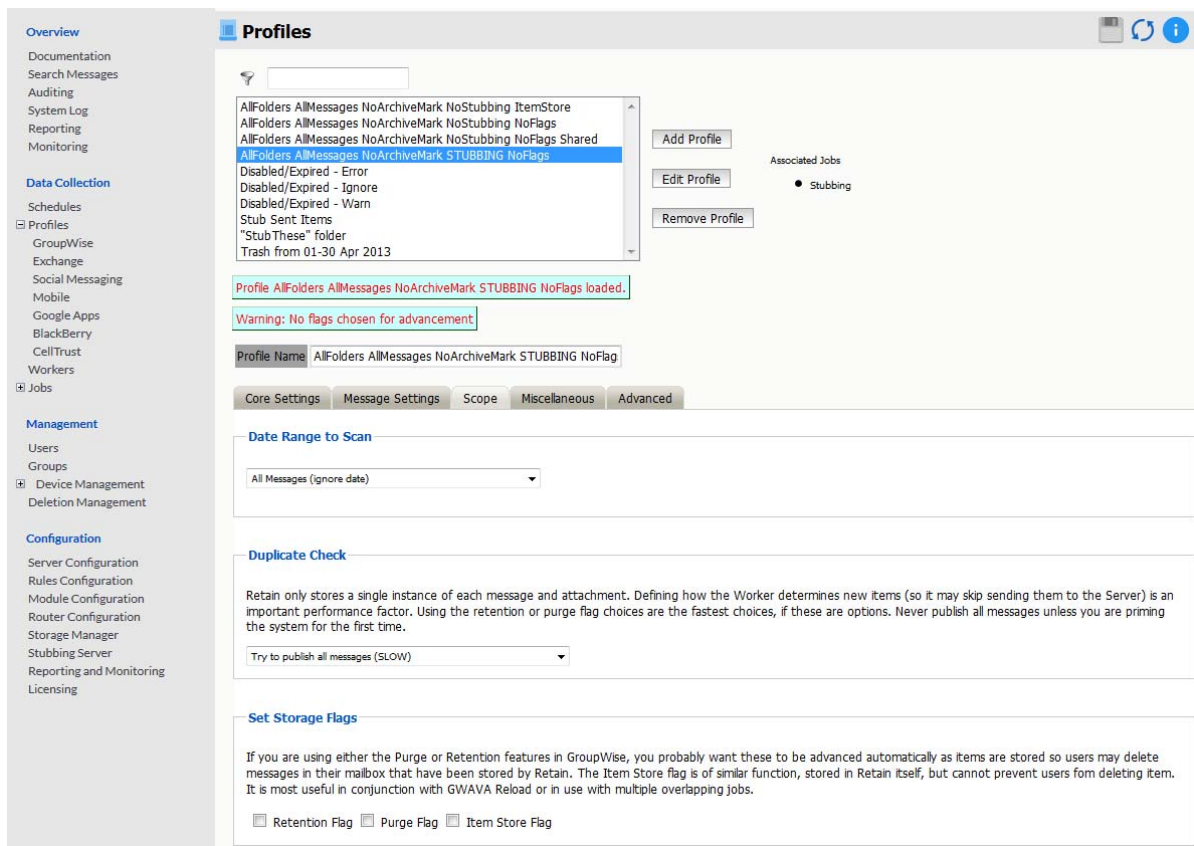 Overview
Documentation
Search Messages
Auditing
System Log
Reporting
Monitoring
Data Collection
Schedules
Profiles
GroupWise
Exchange
Social Messaging
Mobile
Google Apps
BlackBerry
CellTrust
Workers
Jobs
Management
Users
Groups
Device Management
Deletion Management
Configuration
Server Configuration
Rules Configuration
Module Configuration
Router Configuration
Storage Manager
Stubbing Server
Reporting and Monitoring
Licensing
Profiles
AllFolders AllMessages NoArchiveMark NoStubbing ItemStore
AllFolders AllMessages NoArchiveMark NoStubbing NoFlags
AllFolders AllMessages NoArchiveMark NoStubbing NoFlags Shared
AllFolders AllMessages NoArchiveMark STUBBING NoFlags
Disabled/Expired - Error
Disabled/Expired - Ignore
Disabled/Expired - Warn
Stub Sent Items
"StubThese" folder
Trash from 01-30 Apr 2013
Add Profile
Edit Profile
Remove Profile
Associated Jobs
Stubbing
Profile AllFolders AllMessages NoArchiveMark STUBBING NoFlags loaded.
Warning: No flags chosen for advancement
Profile Name AllFolders AllMessages NoArchiveMark STUBBING NoFlag
Core Settings Message Settings Scope Miscellaneous Advanced
Date Range to Scan
All Messages (ignore date)
Duplicate Check
Retain only stores a single instance of each message and attachment. Defining how the Worker determines new items (so it may skip sending them to the Server) is an
important performance factor. Using the retention or purge flag choices are the fastest choices, if these are options. Never publish all messages unless you are priming
the system for the first time.
Try to publish all messages (SLOW)
Set Storage Flags
If you are using either the Purge or Retention features in GroupWise, you probably want these to be advanced automatically as items are stored so users may delete
messages in their mailbox that have been stored by Retain. The Item Store flag is of similar function, stored in Retain itself, but cannot prevent users fom deleting item.
It is most useful in conjunction with GWAVA Reload or in use with multiple overlapping jobs.
Retention Flag Purge Flag Item Store Flag